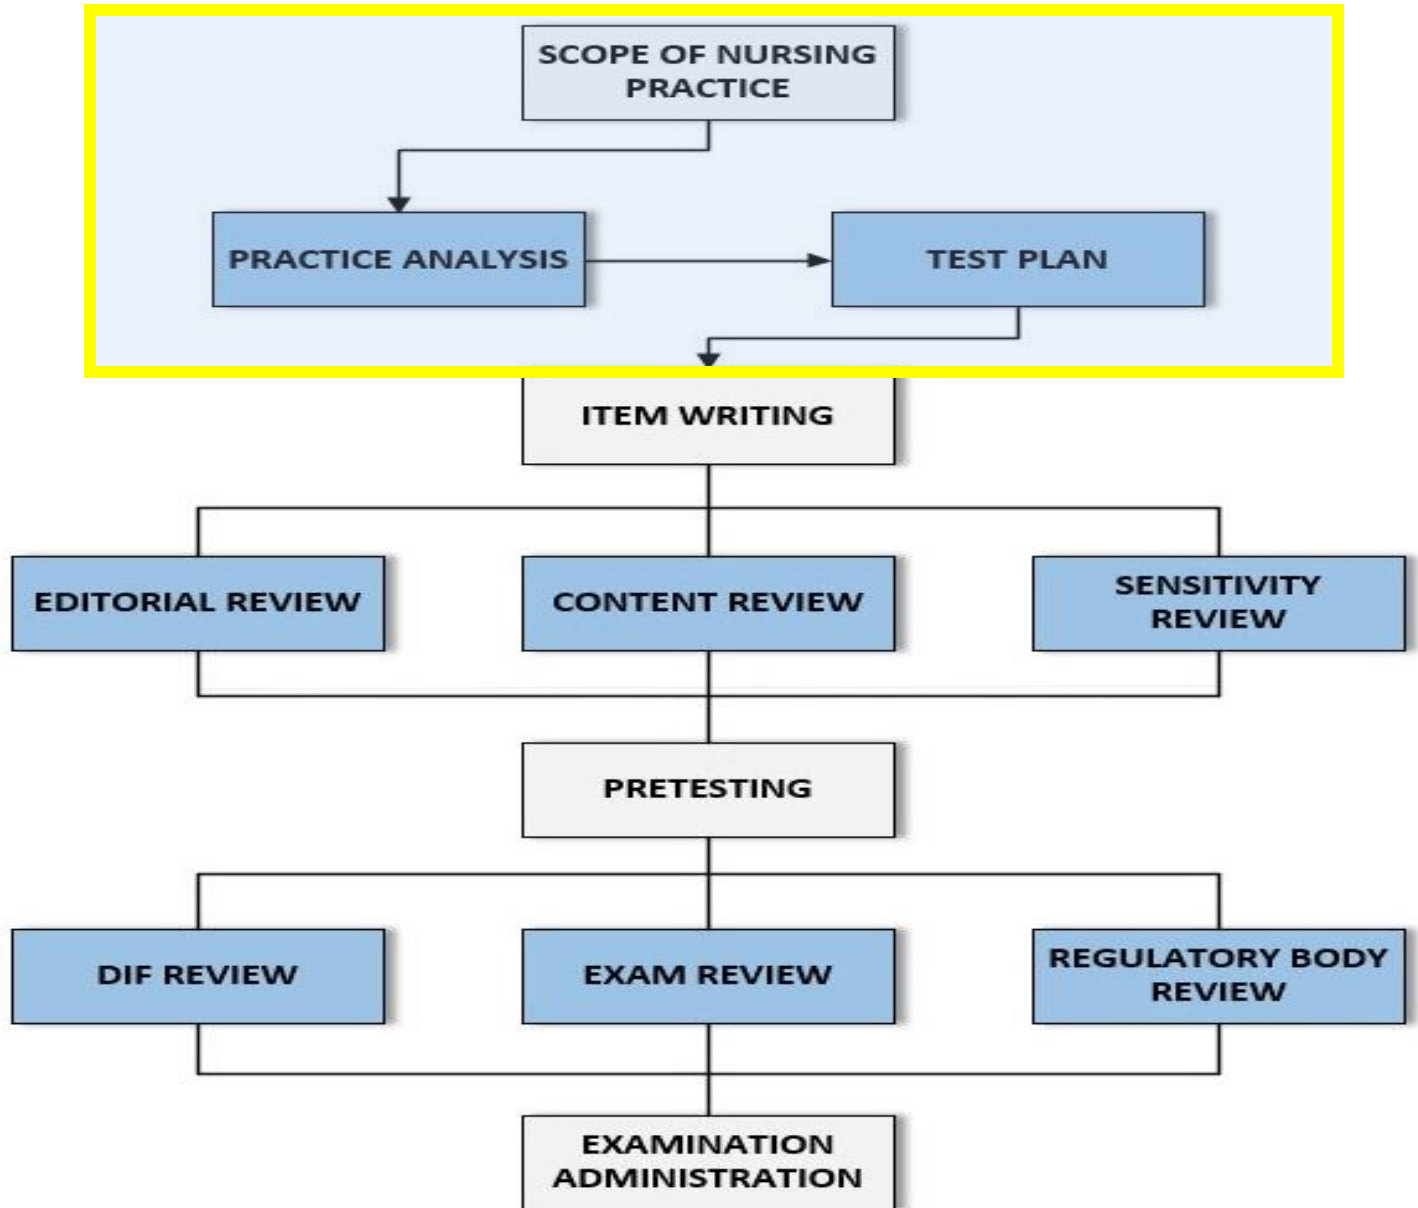 SCOPE OF NURSING
PRACTICE
PRACTICE ANALYSIS
TEST PLAN
ITEM WRITING
EDITORIAL REVIEW
CONTENT REVIEW
SENSITIVITY
REVIEW
PRETESTING
DIF REVIEW
EXAM REVIEW
REGULATORY BODY
REVIEW
EXAMINATION
ADMINISTRATION